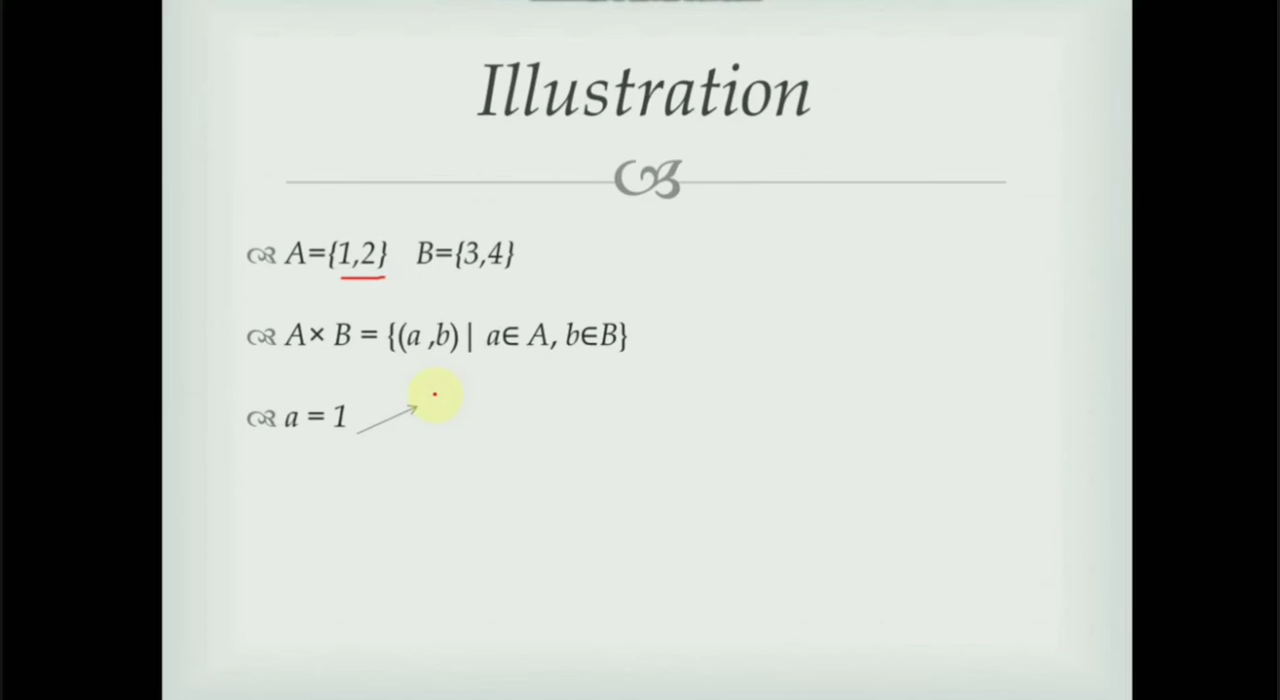 Illustration
A={1,2} B={3,4}
A× B = {(a ,b) | a∈ A, b∈B}
a = 1